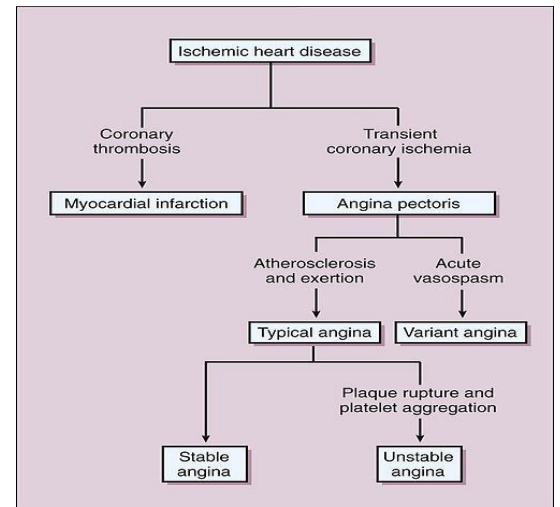 Ischemic heart disease
Coronary
thrombosis
Transient
coronary ischemia
Myocardial infarction
Angina pectoris
Atherosclerosis
and exertion
Acute
vasospasm
Typical angina
Variant angina
Plaque rupture and
platelet aggregation
Stable
angina
Unstable
angina